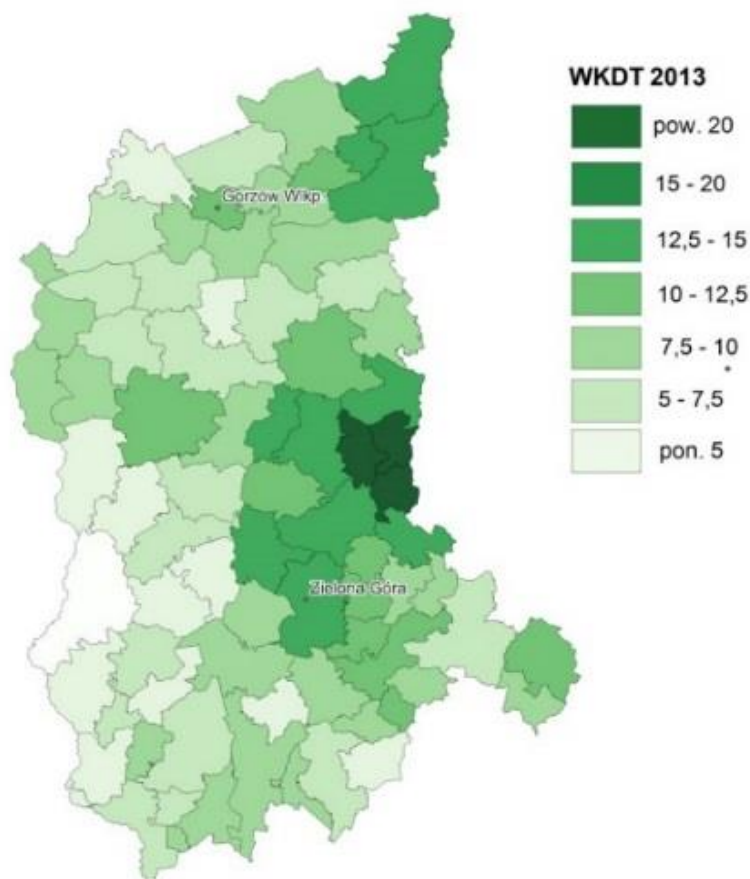 WKDT 2013
pow. 20
15 - 20
12,5 - 15
10 - 12,5
7,5 - 10
5 - 7,5
pon. 5
Gorzów Wlkp.
Zielona Góra